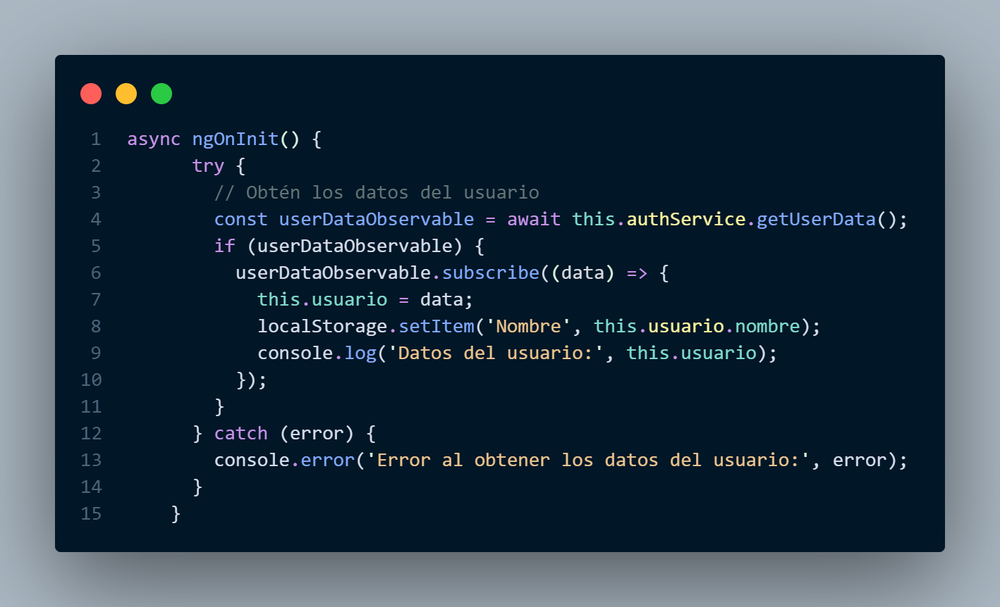 1 async ngOnInit() {
2 try {
3 // Obtén los datos del usuario
4 const userDataObservable = await this.authService.getUserData();
5 if (userDataObservable) {
6 userDataObservable.subscribe((data) => {
7 this.usuario = data;
8 localStorage.setItem('Nombre', this.usuario.nombre);
9 console.log('Datos del usuario:', this.usuario);
10 });
11 }
12 } catch (error) {
13 console.error('Error al obtener los datos del usuario:', error);
14 }
15 }